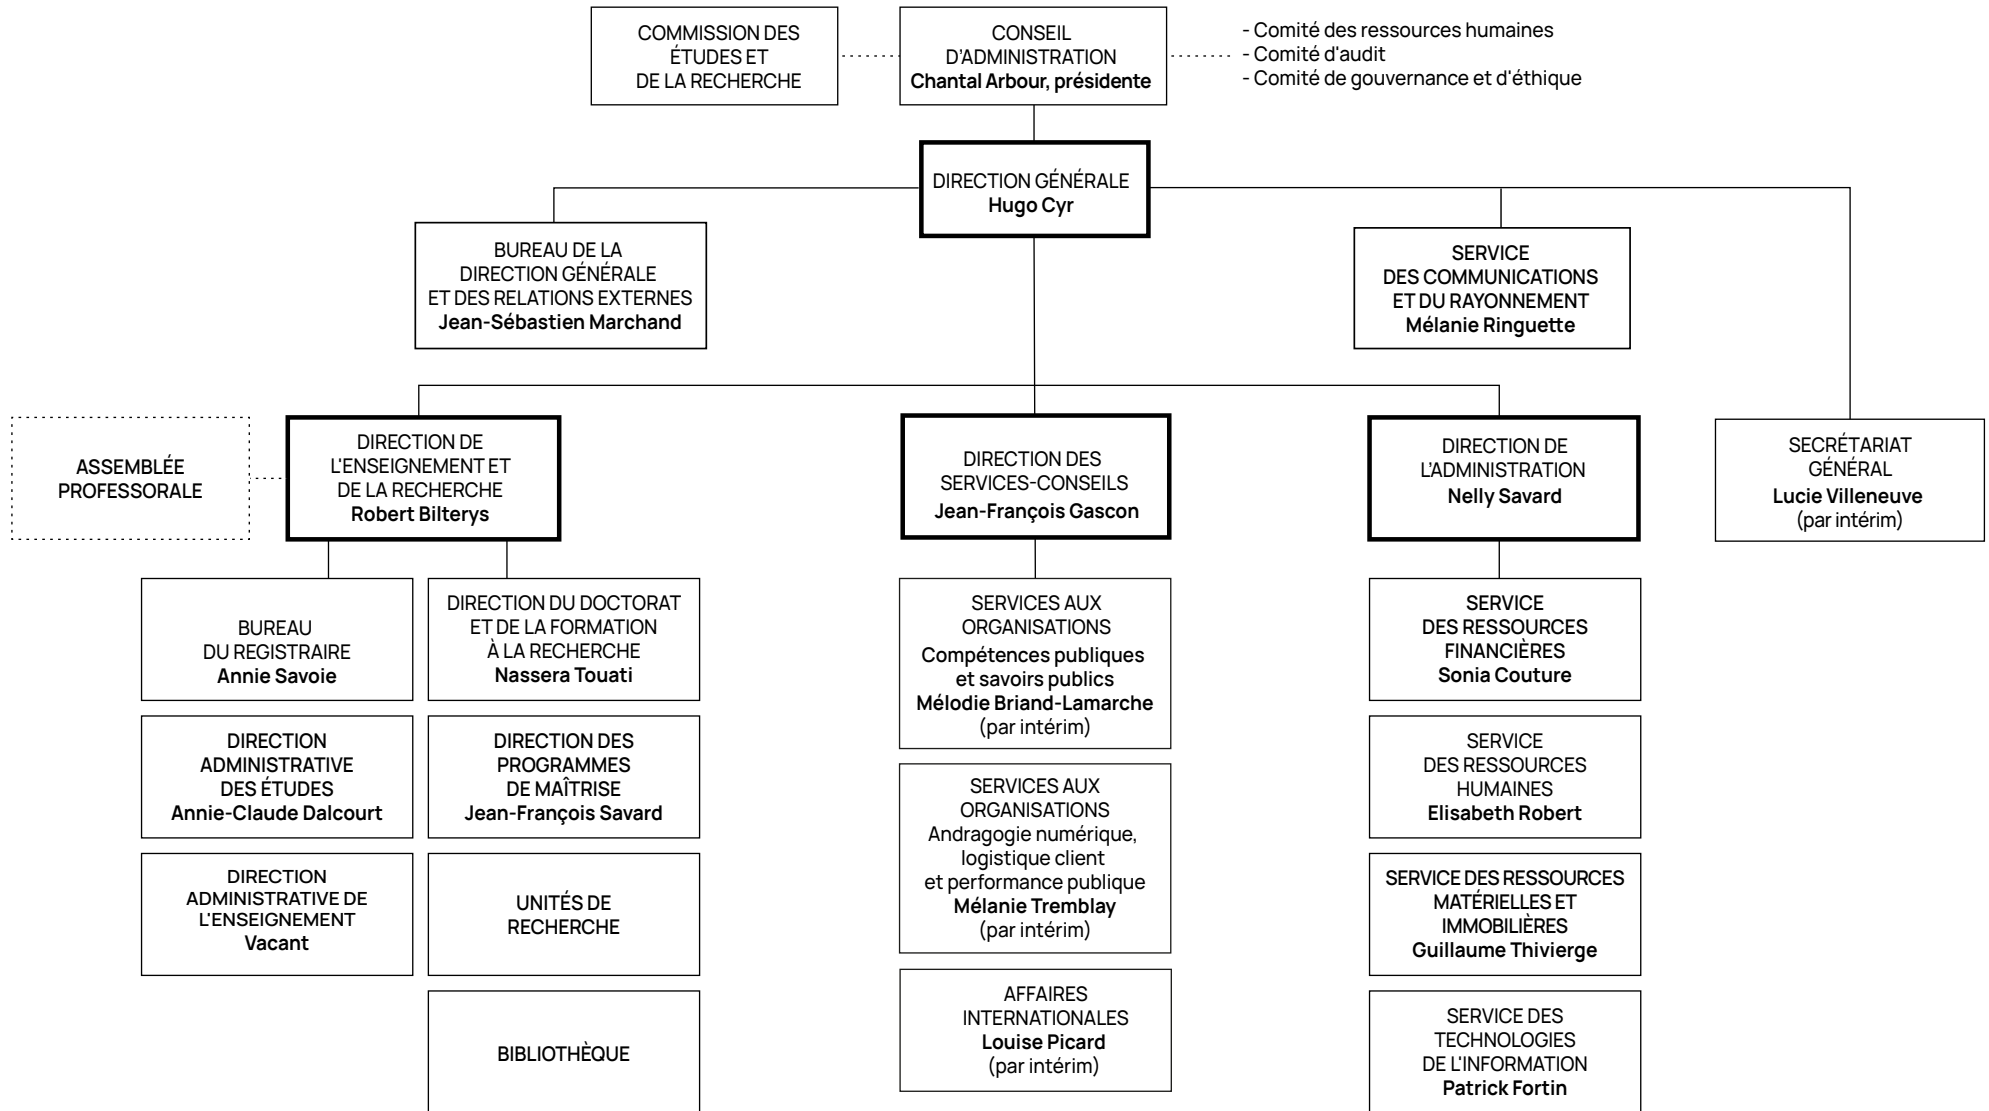 COMMISSION DES
ÉTUDES ET
DE LA RECHERCHE
CONSEIL
D'ADMINISTRATION
Chantal Arbour, présidente
- Comité des ressources humaines
- Comité d'audit
- Comité de gouvernance et d'éthique
DIRECTION GÉNÉRALE
Hugo Cyr
BUREAU DE LA
DIRECTION GÉNÉRALE
ET DES RELATIONS EXTERNES
Jean-Sébastien Marchand
SERVICE
DES COMMUNICATIONS
ET DU RAYONNEMENT
Mélanie Ringuette
ASSEMBLÉE
PROFESSORALE
DIRECTION DE
L'ENSEIGNEMENT ET
DE LA RECHERCHE
Robert Bilterys
DIRECTION DES
SERVICES-CONSEILS
Jean-François Gascon
DIRECTION DE
L'ADMINISTRATION
Nelly Savard
SECRÉTARIAT
GÉNÉRAL
Lucie Villeneuve
(par intérim)
BUREAU
DU REGISTRAIRE
Annie Savoie
DIRECTION DU DOCTORAT
ET DE LA FORMATION
À LA RECHERCHE
Nassera Touati
SERVICES AUX
ORGANISATIONS
Compétences publiques
et savoirs publics
Mélodie Briand-Lamarche
(par intérim)
SERVICE
DES RESSOURCES
FINANCIÈRES
Sonia Couture
DIRECTION
ADMINISTRATIVE
DES ÉTUDES
Annie-Claude Dalcourt
DIRECTION DES
PROGRAMMES
DE MAÎTRISE
Jean-François Savard
SERVICES AUX
ORGANISATIONS
Andragogie numérique,
logistique client
et performance publique
Mélanie Tremblay
(par intérim)
SERVICE
DES RESSOURCES
HUMAINES
Elisabeth Robert
DIRECTION
ADMINISTRATIVE DE
L'ENSEIGNEMENT
Vacant
UNITÉS DE
RECHERCHE
SERVICE DES RESSOURCES
MATÉRIELLES ET
IMMOBILIÈRES
Guillaume Thivierge
BIBLIOTHÈQUE
AFFAIRES
INTERNATIONALES
Louise Picard
(par intérim)
SERVICE DES
TECHNOLOGIES
DE L'INFORMATION
Patrick Fortin